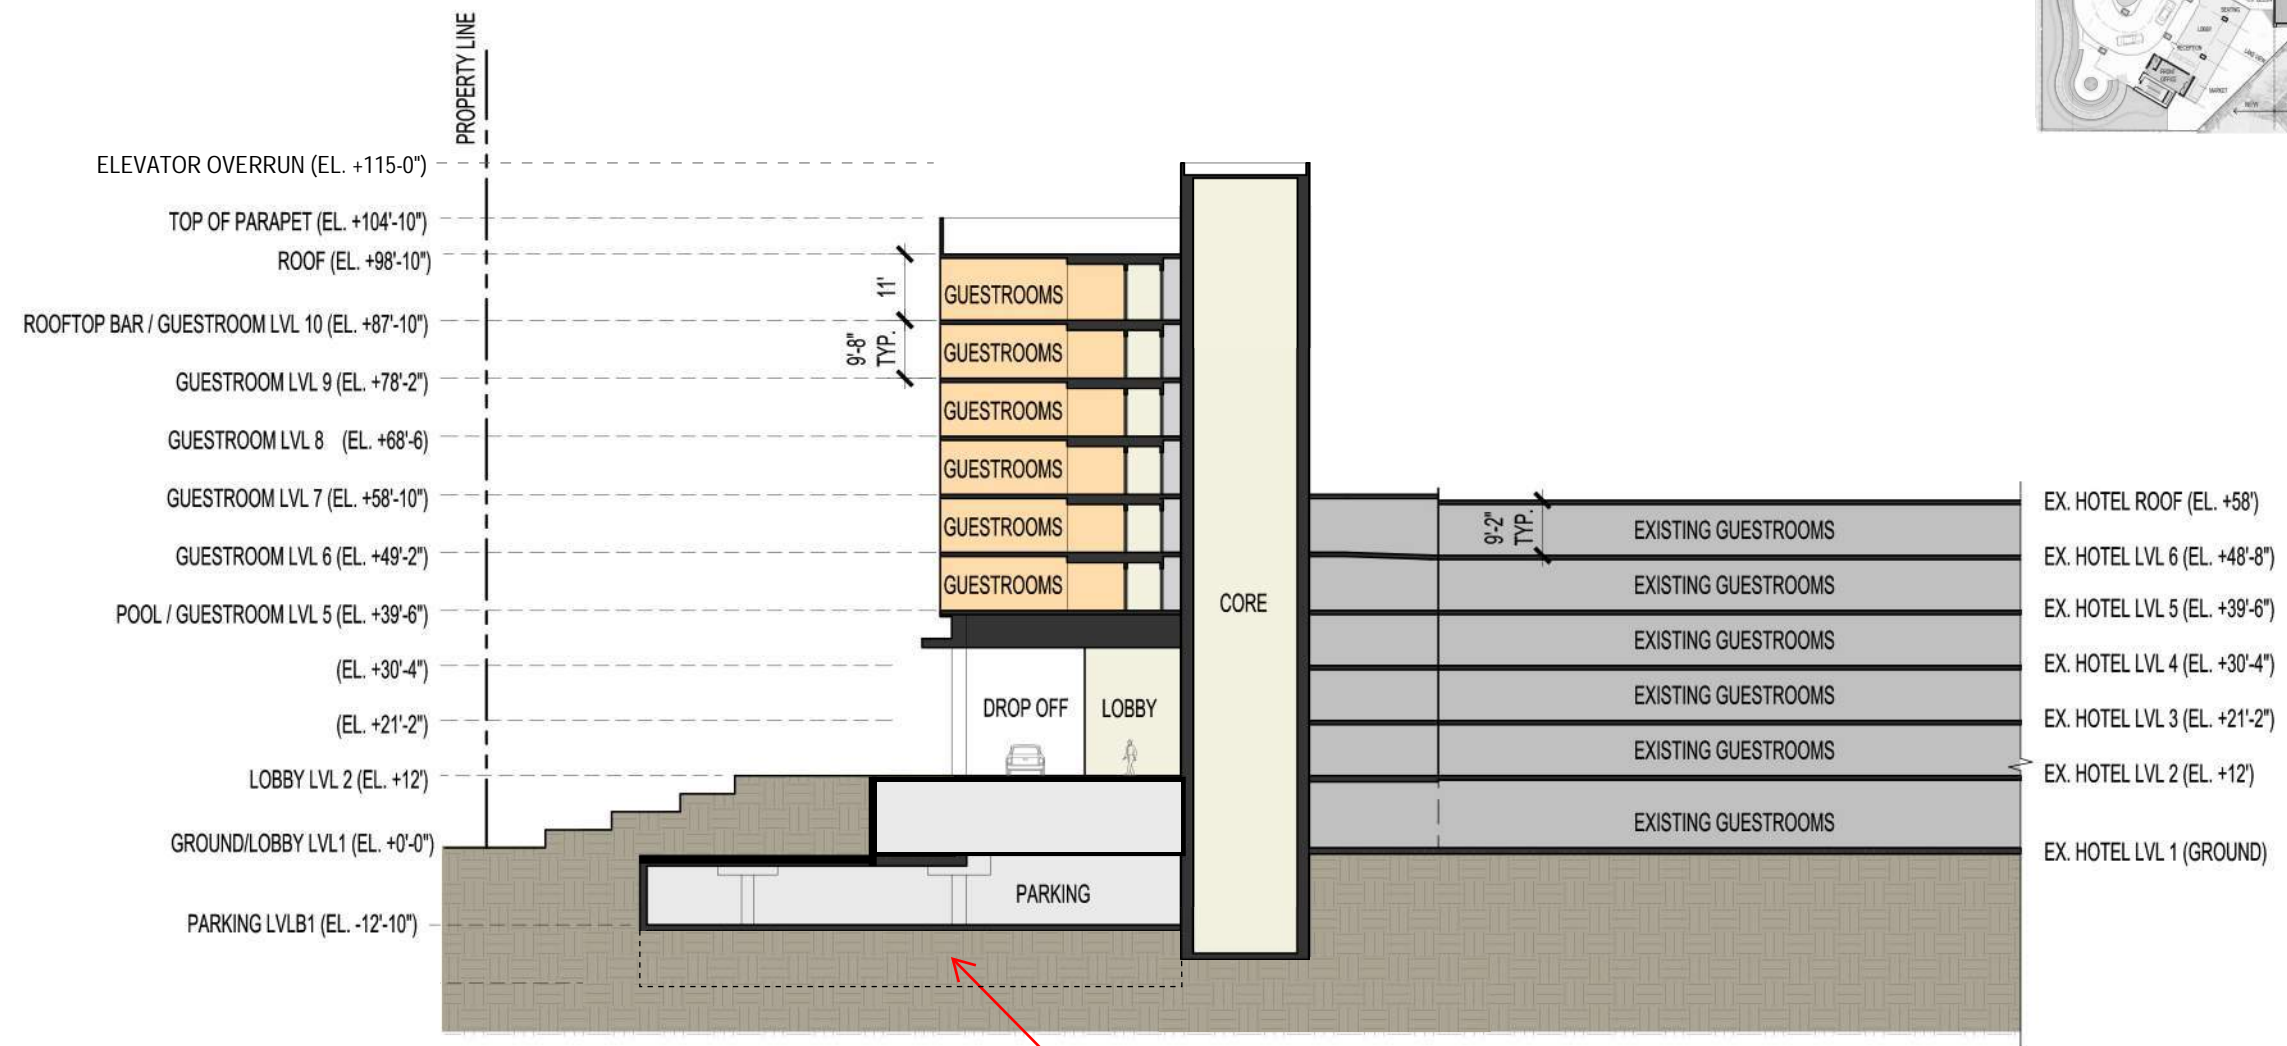 PROPERTY LINE
ELEVATOR OVERRUN (EL. +115-0")
TOP OF PARAPET (EL. +104'-10")
ROOF (EL. +98'-10")
ROOFTOP BAR / GUESTROOM LVL 10 (EL. +87'-10")
GUESTROOM LVL 9 (EL. +78'-2")
GUESTROOM LVL 8 (EL. +68'-6)
GUESTROOM LVL 7 (EL. +58'-10")
GUESTROOM LVL 6 (EL. +49'-2")
POOL / GUESTROOM LVL 5 (EL. +39'-6")
(EL. +30'-4")
(EL. +21'-2")
LOBBY LVL 2 (EL. +12')
GROUND/LOBBY LVL1 (EL. +0'-0")
PARKING LVLB1 (EL. -12'-10")
11'
9'-8"
TYP.
GUESTROOMS
GUESTROOMS
GUESTROOMS
GUESTROOMS
GUESTROOMS
GUESTROOMS
DROP OFF
LOBBY
PARKING
CORE
9'-2"
TYP.
EXISTING GUESTROOMS
EXISTING GUESTROOMS
EXISTING GUESTROOMS
EXISTING GUESTROOMS
EXISTING GUESTROOMS
EXISTING GUESTROOMS
EX. HOTEL ROOF (EL. +58')
EX. HOTEL LVL 6 (EL. +48'-8")
EX. HOTEL LVL 5 (EL. +39'-6")
EX. HOTEL LVL 4 (EL. +30'-4")
EX. HOTEL LVL 3 (EL. +21'-2")
EX. HOTEL LVL 2 (EL. +12')
EX. HOTEL LVL 1 (GROUND)
SEATING
LOBBY
RECEPTION
FRONT
OFFICE
MARKET